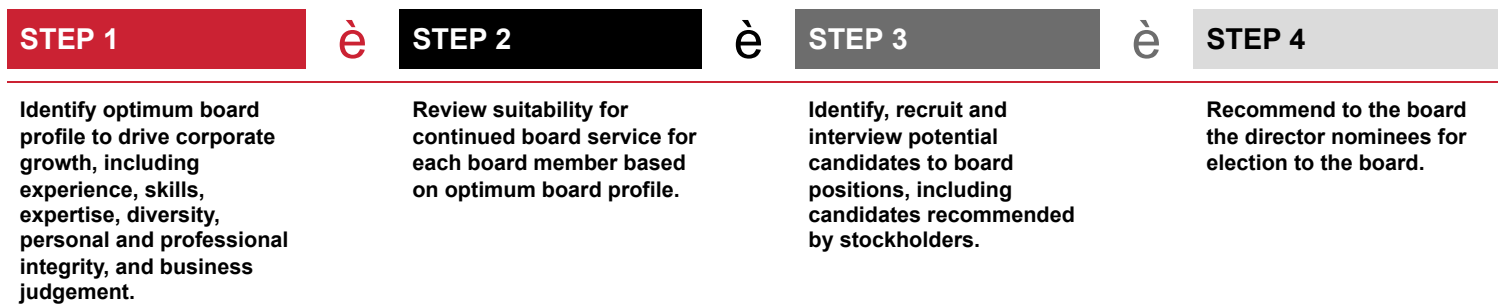 STEP 1 è STEP 2 è STEP 3 è STEP 4
Identify optimum board
profile to drive corporate
growth, including
experience, skills,
expertise, diversity,
personal and professional
integrity, and business
judgement.
Review suitability for
continued board service for
each board member based
on optimum board profile.
Identify, recruit and
interview potential
candidates to board
positions, including
candidates recommended
by stockholders.
Recommend to the board
the director nominees for
election to the board.